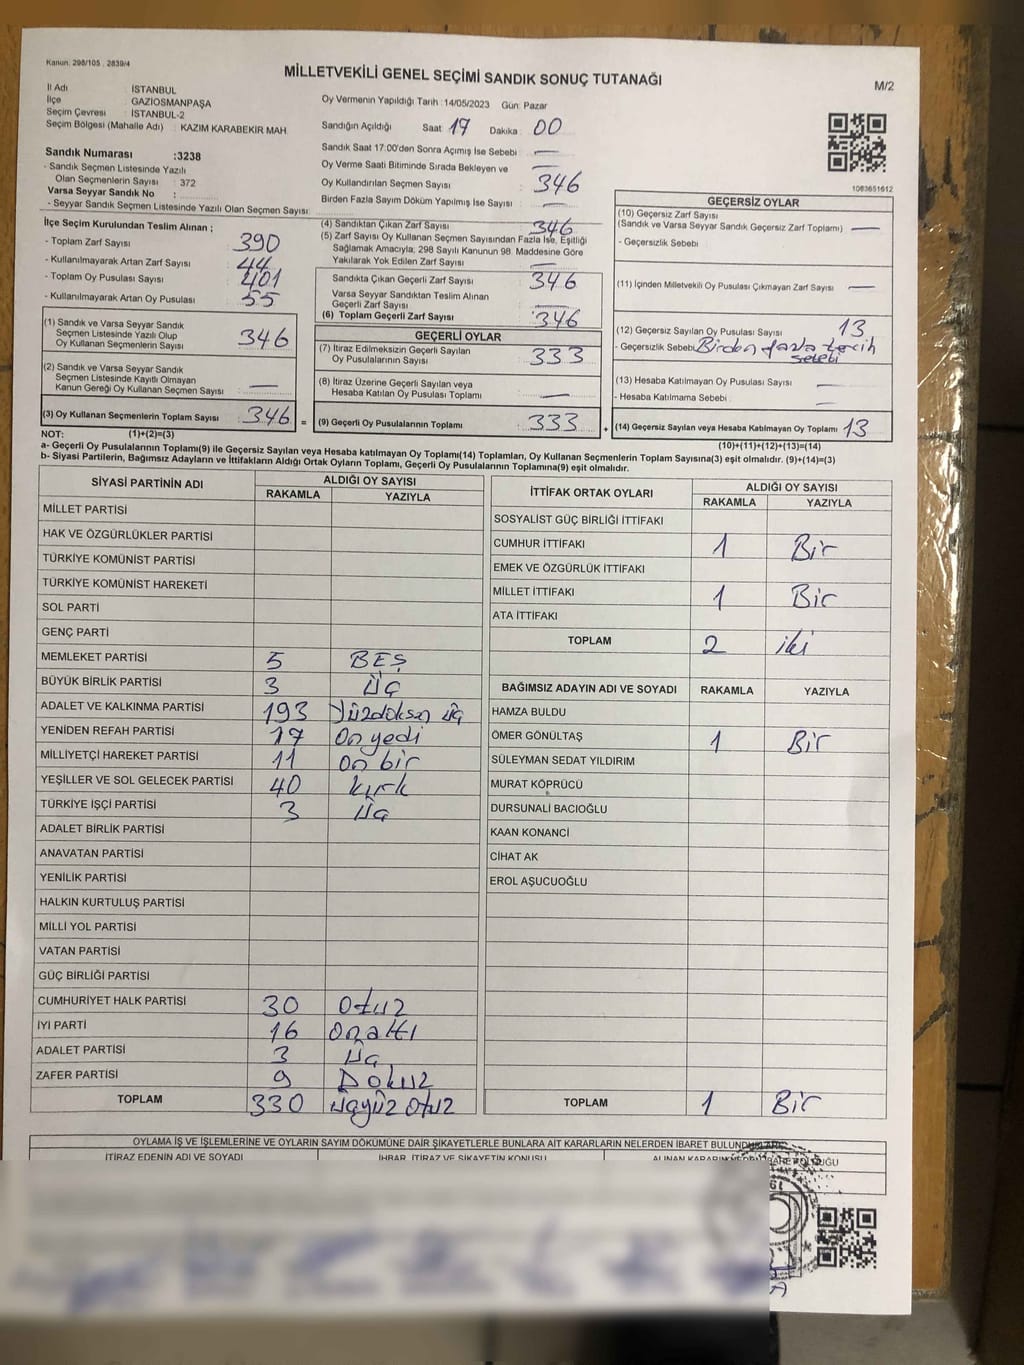 Kanun: 298/105 , 2839/4
MİLLETVEKİLİ GENEL SEÇİMİ SANDIK SONUÇ TUTANAĞI
M/2
İl Adı : İSTANBUL
İlçe : GAZİOSMANPAŞA
Seçim Çevresi : İSTANBUL-2
Seçim Bölgesi (Mahalle Adı) : KAZIM KARABEKİR MAH
Oy Vermenin Yapıldığı Tarih :14/05/2023 Gün: Pazar
Sandığın Açıldığı Saat 17 Dakika : 00
Sandık Saat 17:00'den Sonra Açımış İse Sebebi : —
Oy Verme Saati Bitiminde Sırada Bekleyen ve
Oy Kullandırılan Seçmen Sayısı : 346
Birden Fazla Sayım Döküm Yapılmış İse Sayısı : —
Sandık Numarası :3238
- Sandık Seçmen Listesinde Yazılı
Olan Seçmenlerin Sayısı : 372
Varsa Seyyar Sandık No :
- Seyyar Sandık Seçmen Listesinde Yazılı Olan Seçmen Sayısı :
1083651612
İlçe Seçim Kurulundan Teslim Alınan ;
- Toplam Zarf Sayısı : 390
- Kullanılmayarak Artan Zarf Sayısı : 44
- Toplam Oy Pusulası Sayısı : 401
- Kullanılmayarak Artan Oy Pusulası : 55
(1) Sandık ve Varsa Seyyar Sandık
Seçmen Listesinde Yazılı Olup
Oy Kullanan Seçmenlerin Sayısı : 346
(2) Sandık ve Varsa Seyyar Sandık
Seçmen Listesinde Kayıtlı Olmayan
Kanun Gereği Oy Kullanan Seçmen Sayısı : —
(3) Oy Kullanan Seçmenlerin Toplam Sayısı : 346 =
(4) Sandıktan Çıkan Zarf Sayısı : 346
(5) Zarf Sayısı Oy Kullanan Seçmen Sayısından Fazla İse, Eşitliği
Sağlamak Amacıyla; 298 Sayılı Kanunun 98. Maddesine Göre
Yakılarak Yok Edilen Zarf Sayısı : —
Sandıkta Çıkan Geçerli Zarf Sayısı : 346
Varsa Seyyar Sandıktan Teslim Alınan
Geçerli Zarf Sayısı : —
(6) Toplam Geçerli Zarf Sayısı : 346
GEÇERLİ OYLAR
(7) İtiraz Edilmeksizin Geçerli Sayılan
Oy Pusulalarının Sayısı : 333
(8) İtiraz Üzerine Geçerli Sayılan veya
Hesaba Katılan Oy Pusulası Toplamı : —
(9) Geçerli Oy Pusulalarının Toplamı : 333 +
GEÇERSİZ OYLAR
(10) Geçersiz Zarf Sayısı
(Sandık ve Varsa Seyyar Sandık Geçersiz Zarf Toplamı) : —
- Geçersizlik Sebebi :
(11) İçinden Milletvekili Oy Pusulası Çıkmayan Zarf Sayısı : —
(12) Geçersiz Sayılan Oy Pusulası Sayısı : 13
- Geçersizlik Sebebi : Birden fazla tercih
sebebi
(13) Hesaba Katılmayan Oy Pusulası Sayısı : —
- Hesaba Katılmama Sebebi : —
(14) Geçersiz Sayılan veya Hesaba Katılmayan Oy Toplamı : 13
NOT: (1)+(2)=(3)
(10)+(11)+(12)+(13)=(14)
a- Geçerli Oy Pusulalarının Toplamı(9) ile Geçersiz Sayılan veya Hesaba katılmayan Oy Toplamı(14) Toplamları, Oy Kullanan Seçmenlerin Toplam Sayısına(3) eşit olmalıdır. (9)+(14)=(3)
b- Siyasi Partilerin, Bağımsız Adayların ve İttifakların Aldığı Ortak Oyların Toplamı, Geçerli Oy Pusulalarının Toplamına(9) eşit olmalıdır.
SİYASİ PARTİNİN ADI ALDIĞI OY SAYISI
RAKAMLA YAZIYLA
MİLLET PARTİSİ
HAK VE ÖZGÜRLÜKLER PARTİSİ
TÜRKİYE KOMÜNİST PARTİSİ
TÜRKİYE KOMÜNİST HAREKETİ
SOL PARTİ
GENÇ PARTİ
MEMLEKET PARTİSİ 5 BEŞ
BÜYÜK BİRLİK PARTİSİ 3 Üç
ADALET VE KALKINMA PARTİSİ 193 Yüzdoksan üç
YENİDEN REFAH PARTİSİ 17 On yedi
MİLLİYETÇİ HAREKET PARTİSİ 11 On bir
YEŞİLLER VE SOL GELECEK PARTİSİ 40 kırk
TÜRKİYE İŞÇİ PARTİSİ 3 Üç
ADALET BİRLİK PARTİSİ
ANAVATAN PARTİSİ
YENİLİK PARTİSİ
HALKIN KURTULUŞ PARTİSİ
MİLLİ YOL PARTİSİ
VATAN PARTİSİ
GÜÇ BİRLİĞİ PARTİSİ
CUMHURİYET HALK PARTİSİ 30 Otuz
İYİ PARTİ 16 Onaltı
ADALET PARTİSİ 3 Üç
ZAFER PARTİSİ 9 Dokuz
TOPLAM 330 üçyüz otuz
İTTİFAK ORTAK OYLARI ALDIĞI OY SAYISI
RAKAMLA YAZIYLA
SOSYALİST GÜÇ BİRLİĞİ İTTİFAKI
CUMHUR İTTİFAKI 1 Bir
EMEK VE ÖZGÜRLÜK İTTİFAKI
MİLLET İTTİFAKI 1 Bir
ATA İTTİFAKI
TOPLAM 2 iki
BAĞIMSIZ ADAYIN ADI VE SOYADI RAKAMLA YAZIYLA
HAMZA BULDU
ÖMER GÖNÜLTAŞ 1 Bir
SÜLEYMAN SEDAT YILDIRIM
MURAT KÖPRÜCÜ
DURSUNALİ BACIOĞLU
KAAN KONANCİ
CİHAT AK
EROL AŞUCUOĞLU
TOPLAM 1 Bir
OYLAMA İŞ VE İŞLEMLERİNE VE OYLARIN SAYIM DÖKÜMÜNE DAİR ŞİKAYETLERLE BUNLARA AİT KARARLARIN NELERDEN İBARET
İTİRAZ EDENİN ADI VE SOYADI İHBAR, İTİRAZ VE ŞİKAYETİN KONUSU